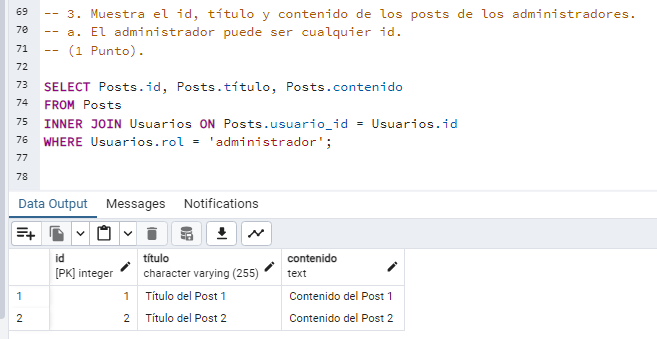 69 -- 3. Muestra el id, título y contenido de los posts de los administradores.
70 -- a. El administrador puede ser cualquier id.
71 -- (1 Punto).
72
73 SELECT Posts.id, Posts.título, Posts.contenido
74 FROM Posts
75 INNER JOIN Usuarios ON Posts.usuario_id = Usuarios.id
76 WHERE Usuarios.rol = 'administrador';
77
78
Data Output Messages Notifications
id título contenido
[PK] integer character varying (255) text
1 1 Título del Post 1 Contenido del Post 1
2 2 Título del Post 2 Contenido del Post 2